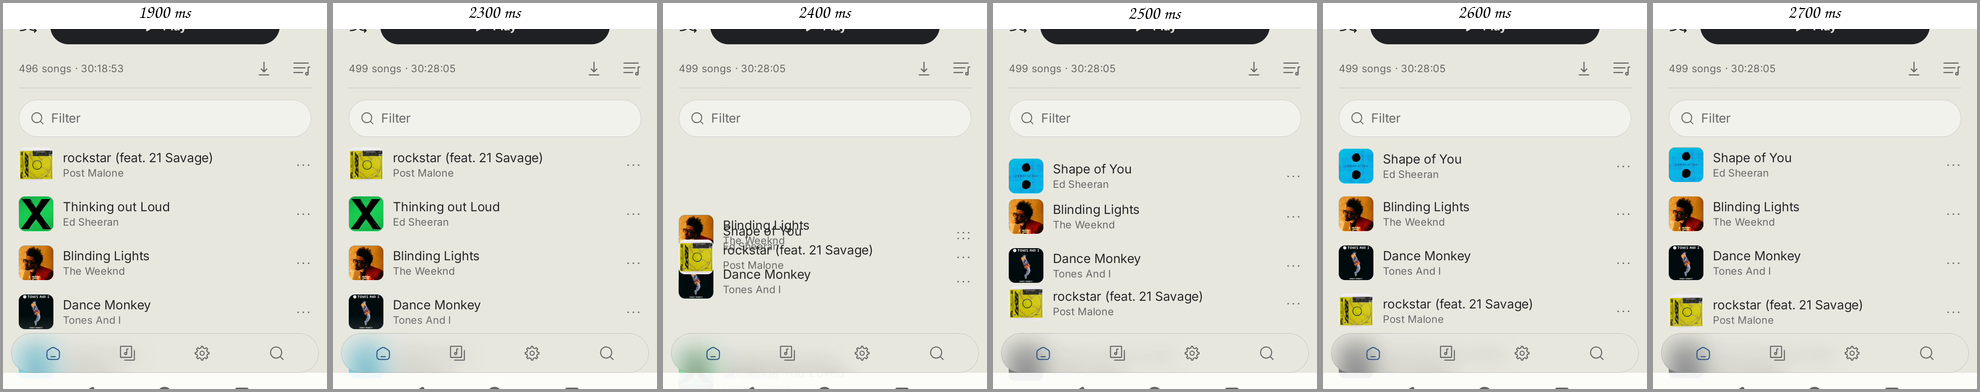 1900 ms
496 songs · 30:18:53
Filter
rockstar (feat. 21 Savage)
Post Malone
Thinking out Loud
Ed Sheeran
Blinding Lights
The Weeknd
Dance Monkey
Tones And I
2300 ms
499 songs · 30:28:05
Filter
rockstar (feat. 21 Savage)
Post Malone
Thinking out Loud
Ed Sheeran
Blinding Lights
The Weeknd
Dance Monkey
Tones And I
2400 ms
499 songs · 30:28:05
Filter
Blinding Lights
Shape of You
The Weeknd
rockstar (feat. 21 Savage)
Post Malone
Dance Monkey
Tones And I
2500 ms
499 songs · 30:28:05
Filter
Shape of You
Ed Sheeran
Blinding Lights
The Weeknd
Dance Monkey
Tones And I
rockstar (feat. 21 Savage)
Post Malone
2600 ms
499 songs · 30:28:05
Filter
Shape of You
Ed Sheeran
Blinding Lights
The Weeknd
Dance Monkey
Tones And I
rockstar (feat. 21 Savage)
Post Malone
2700 ms
499 songs · 30:28:05
Filter
Shape of You
Ed Sheeran
Blinding Lights
The Weeknd
Dance Monkey
Tones And I
rockstar (feat. 21 Savage)
Post Malone